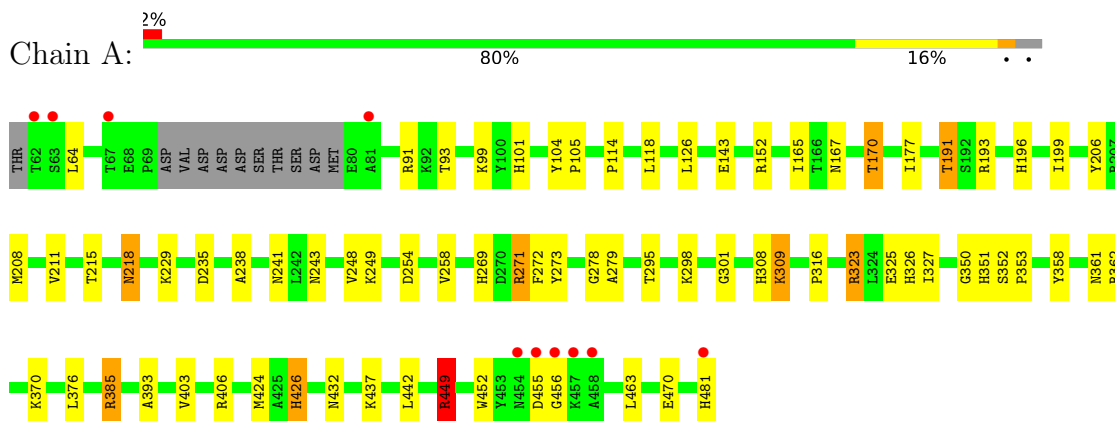 2%
Chain A:
80% 16% • •
THR T62 S63 L64 T67 E68 P69 ASP VAL ASP ASP ASP SER THR SER ASP MET E80 A81 R91 K92 T93 K99 Y100 H101 Y104 P105 P114 L118 L126 E143 R152 I165 T166 N167 T170 I177 T191 S192 R193 H196 I199 Y206
M208 V211 T215 N218 K229 D235 A238 N241 L242 N243 V248 K249 D254 V258 H269 D270 R271 F272 Y273 G278 A279 T295 K298 G301 H308 K309 P316 R323 L324 E325 H326 I327 G350 H351 S352 P353 Y358 N361
K370 L376 R385 A393 V403 R406 M424 A425 H426 N432 K437 L442 R449 W452 Y453 N454 D455 G456 K457 A458 L463 E470 H481